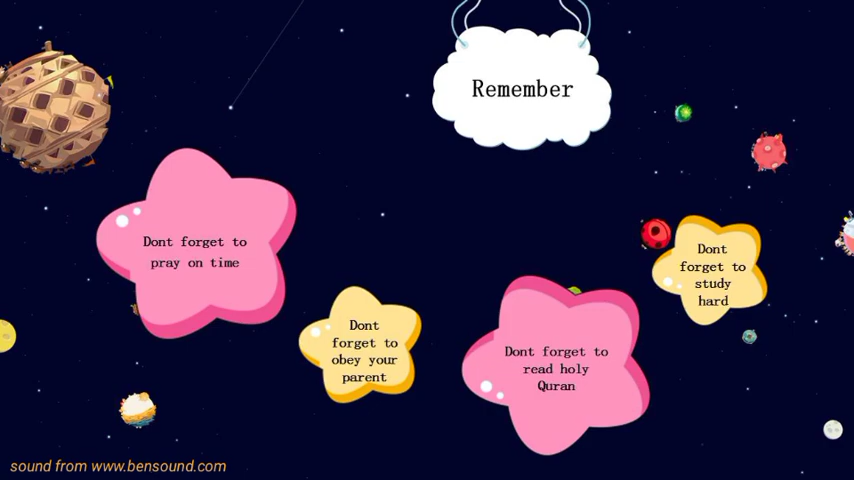 Remember
Dont forget to
pray on time
Dont
forget to
obey your
parent
Dont forget to
read holy
Quran
Dont
forget to
study
hard
sound from www.bensound.com